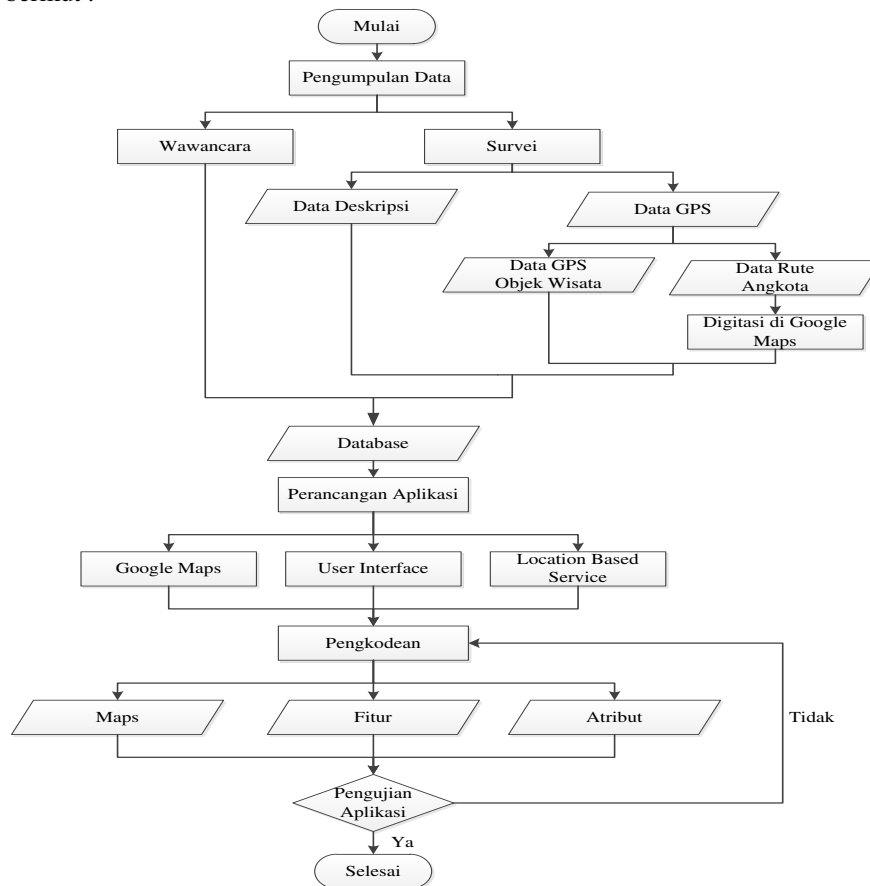 Mulai
Pengumpulan Data
Wawancara
Survei
Data Deskripsi
Data GPS
Data GPS
Objek Wisata
Data Rute
Angkota
Digitasi di Google
Maps
Database
Perancangan Aplikasi
Google Maps
User Interface
Location Based
Service
Pengkodean
Maps
Fitur
Atribut
Tidak
Pengujian
Aplikasi
Ya
Selesai